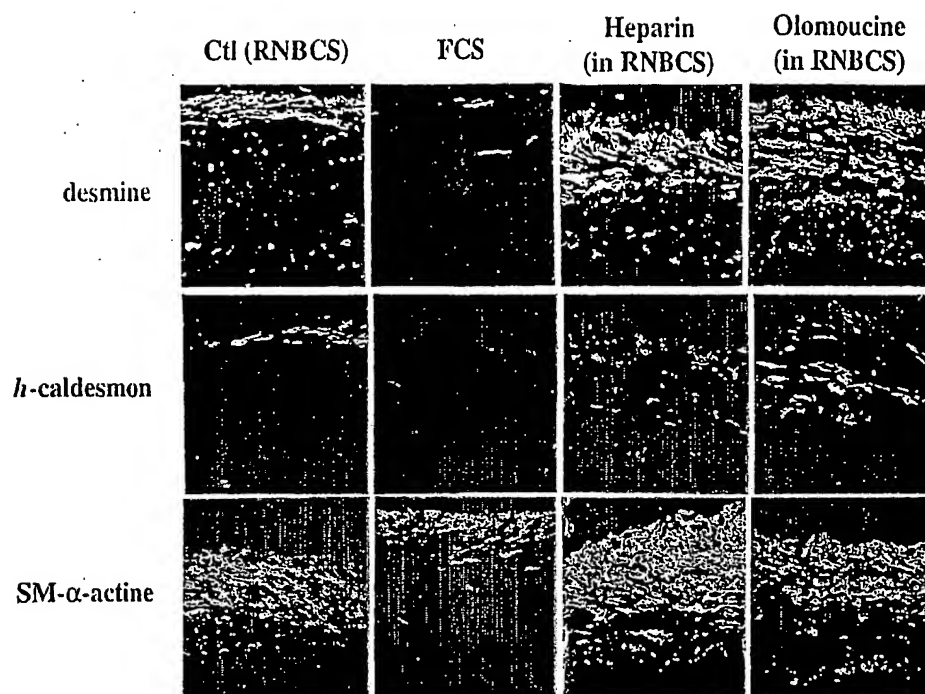 Ctl (RNBCS) FCS Heparin (in RNBCS) Olomoucine (in RNBCS)
desmine
h-caldesmon
SM-α-actine